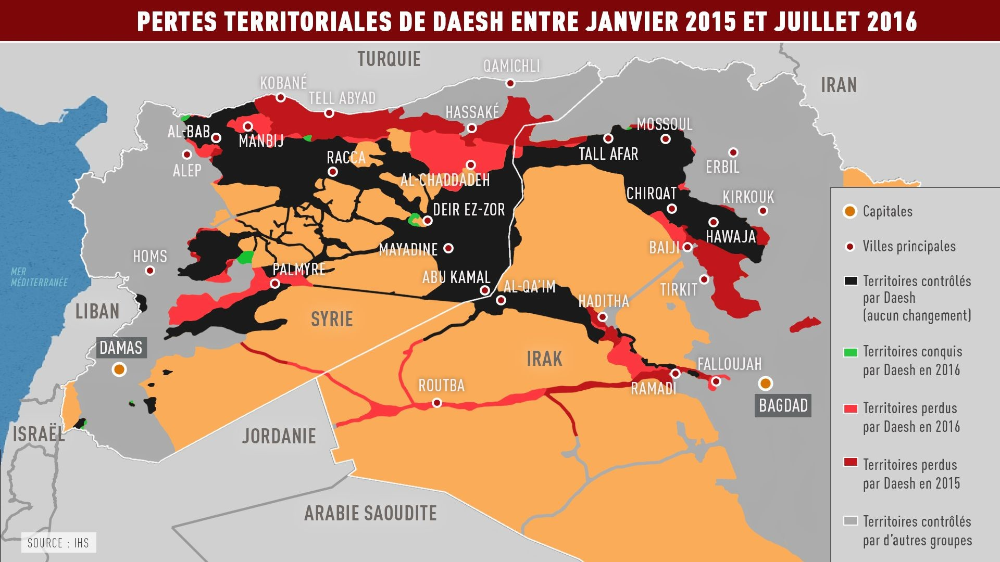 PERTES TERRITORIALES DE DAESH ENTRE JANVIER 2015 ET JUILLET 2016
TURQUIE
QAMICHLI
IRAN
KOBANÉ
TELL ABYAD
HASSAKÉ
AL-BAB
MANBIJ
MOSSOUL
RACCA
TALL AFAR
ALEP
ERBIL
AL-CHADDADEH
CHIRQAT
KIRKOUK
DEIR EZ-ZOR
HAWAJA
MAYADINE
BAIJI
HOMS
PALMYRE
ABU KAMAL
AL-QA'IM
TIRKIT
MER
MÉDITERRANÉE
LIBAN
SYRIE
HADITHA
DAMAS
IRAK
FALLOUJAH
ROUTBA
RAMADI
BAGDAD
ISRAËL
JORDANIE
ARABIE SAOUDITE
SOURCE : IHS
Capitales
Villes principales
Territoires contrôlés
par Daesh
(aucun changement)
Territoires conquis
par Daesh en 2016
Territoires perdus
par Daesh en 2016
Territoires perdus
par Daesh en 2015
Territoires contrôlés
par d'autres groupes